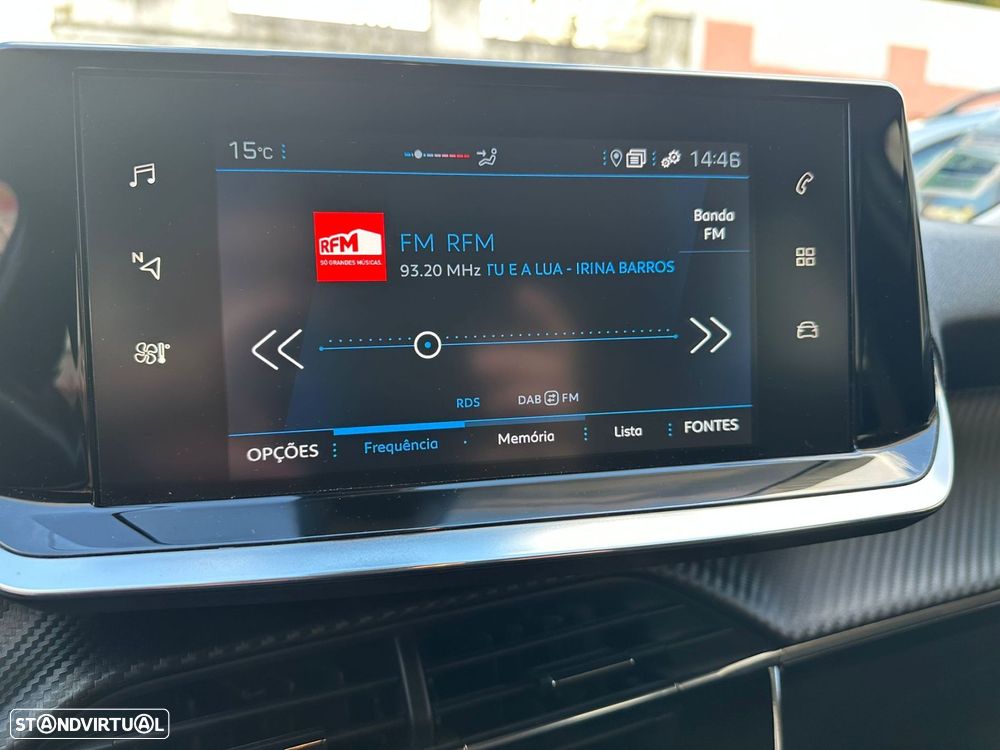 15°C
14:46
N
RFM
SÓ GRANDES MÚSICAS.
FM RFM
93.20 MHz TU E A LUA - IRINA BARROS
Banda
FM
RDS
DAB FM
OPÇÕES Frequência Memória Lista FONTES
STANDVIRTUAL